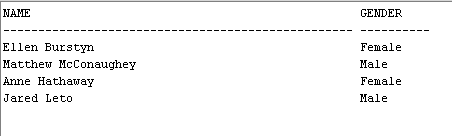 NAME GENDER
-------------------------------------------------- ----------
Ellen Burstyn Female
Matthew McConaughey Male
Anne Hathaway Female
Jared Leto Male